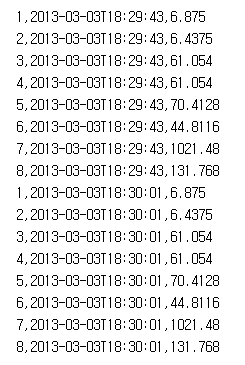 1,2013-03-03T18:29:43,6.875
2,2013-03-03T18:29:43,6.4375
3,2013-03-03T18:29:43,61.054
4,2013-03-03T18:29:43,61.054
5,2013-03-03T18:29:43,70.4128
6,2013-03-03T18:29:43,44.8116
7,2013-03-03T18:29:43,1021.48
8,2013-03-03T18:29:43,131.768
1,2013-03-03T18:30:01,6.875
2,2013-03-03T18:30:01,6.4375
3,2013-03-03T18:30:01,61.054
4,2013-03-03T18:30:01,61.054
5,2013-03-03T18:30:01,70.4128
6,2013-03-03T18:30:01,44.8116
7,2013-03-03T18:30:01,1021.48
8,2013-03-03T18:30:01,131.768